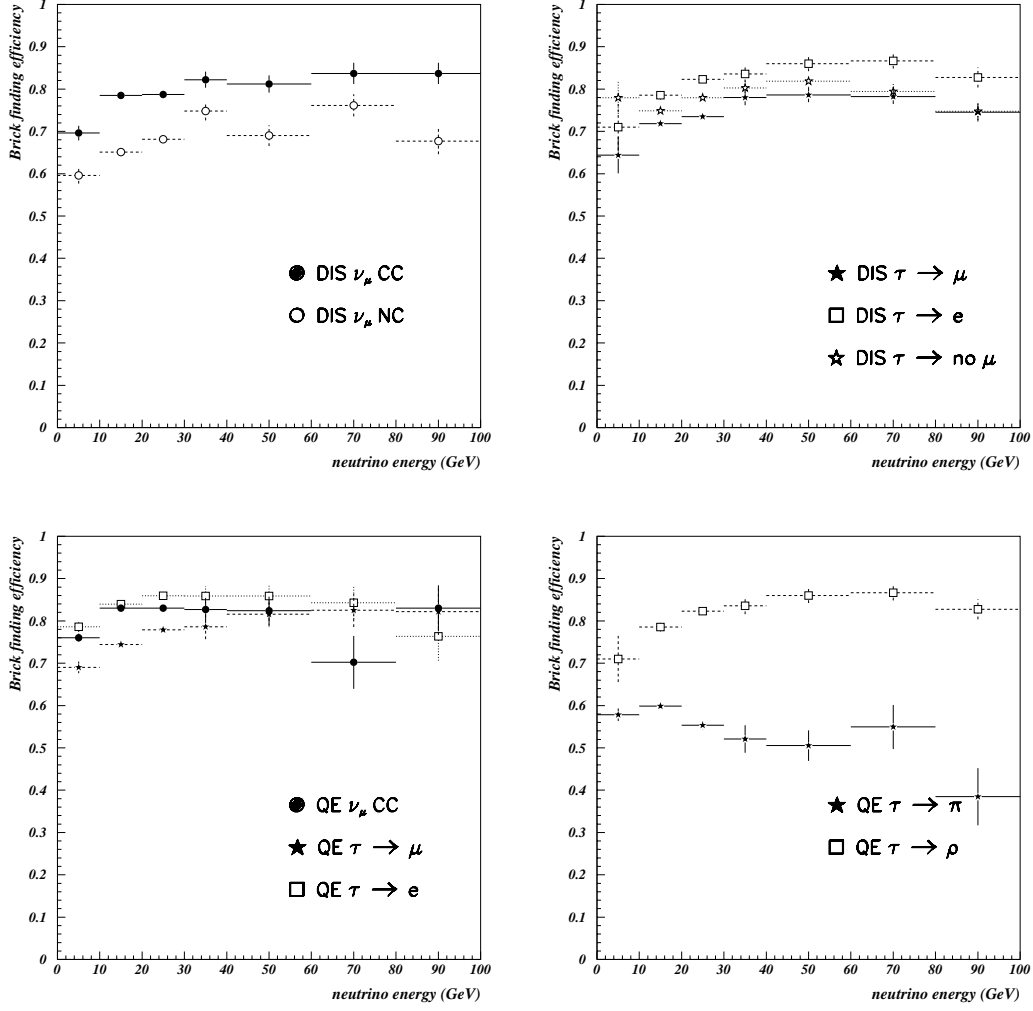 Brick finding efficiency
1
0.9
0.8
0.7
0.6
0.5
0.4
0.3
0.2
0.1
0
DIS ν_μ CC
DIS ν_μ NC
0 10 20 30 40 50 60 70 80 90 100
neutrino energy (GeV)
Brick finding efficiency
1
0.9
0.8
0.7
0.6
0.5
0.4
0.3
0.2
0.1
0
DIS τ → μ
DIS τ → e
DIS τ → no μ
0 10 20 30 40 50 60 70 80 90 100
neutrino energy (GeV)
Brick finding efficiency
1
0.9
0.8
0.7
0.6
0.5
0.4
0.3
0.2
0.1
0
QE ν_μ CC
QE τ → μ
QE τ → e
0 10 20 30 40 50 60 70 80 90 100
neutrino energy (GeV)
Brick finding efficiency
1
0.9
0.8
0.7
0.6
0.5
0.4
0.3
0.2
0.1
0
QE τ → π
QE τ → ρ
0 10 20 30 40 50 60 70 80 90 100
neutrino energy (GeV)